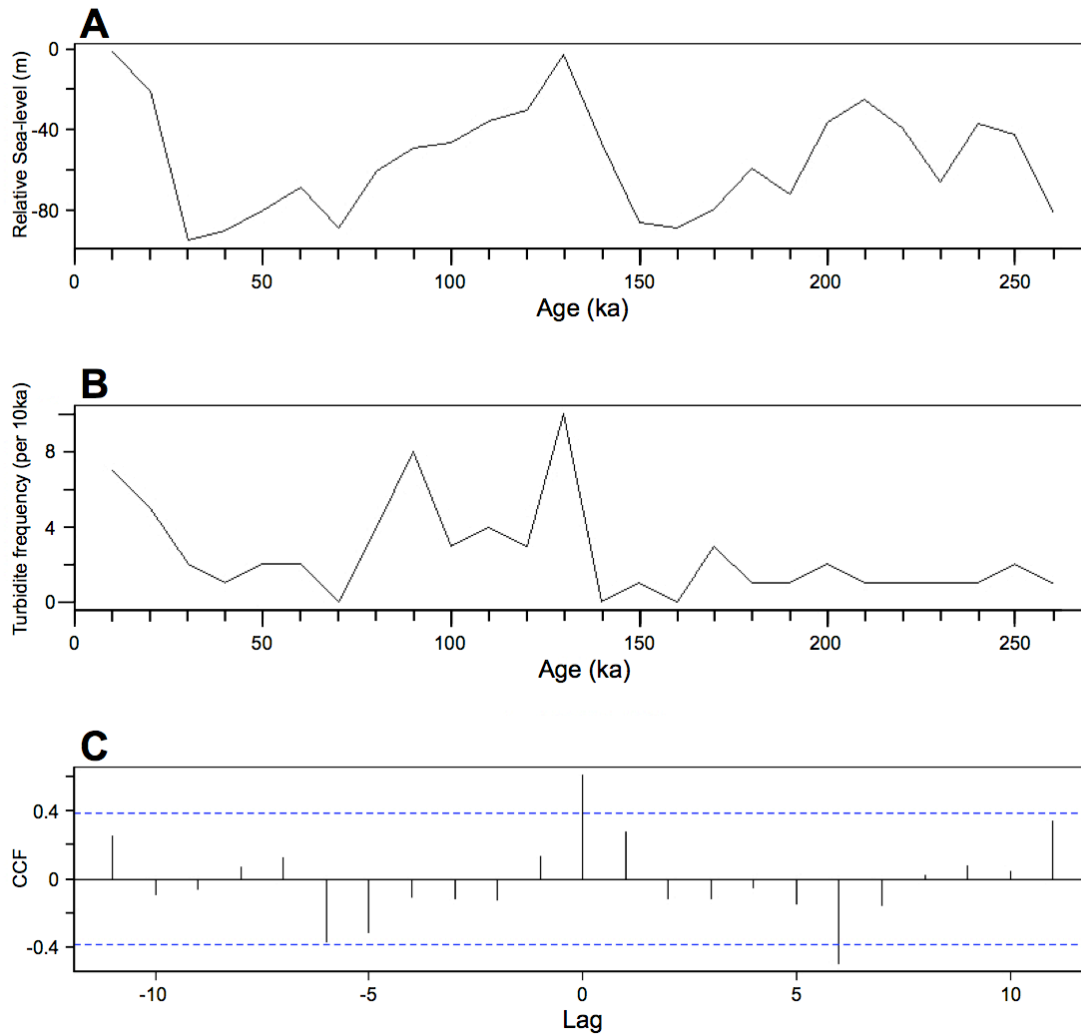 A
Relative Sea-level (m)
0
-40
-80
0 50 100 150 200 250
Age (ka)
B
Turbidite frequency (per 10ka)
8
4
0
0 50 100 150 200 250
Age (ka)
C
CCF
0.4
0
-0.4
-10 -5 0 5 10
Lag